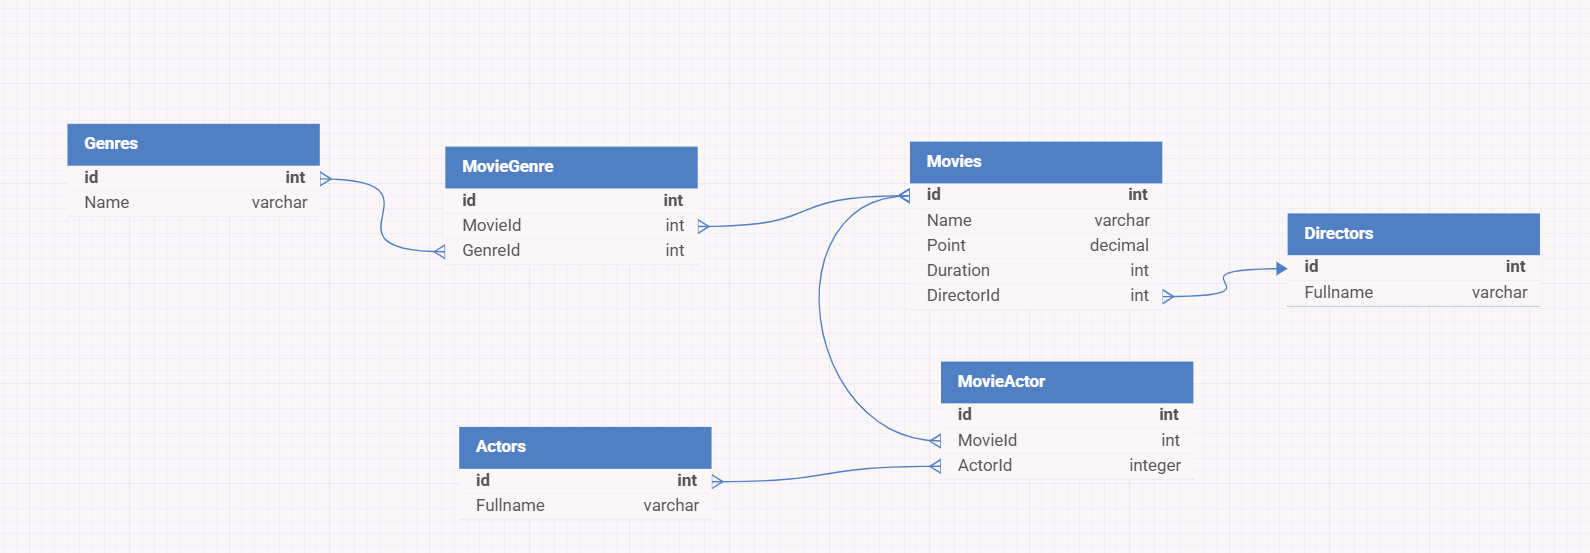 Genres
id int
Name varchar
MovieGenre
id int
MovieId int
GenreId int
Movies
id int
Name varchar
Point decimal
Duration int
DirectorId int
Directors
id int
Fullname varchar
MovieActor
id int
MovieId int
ActorId integer
Actors
id int
Fullname varchar